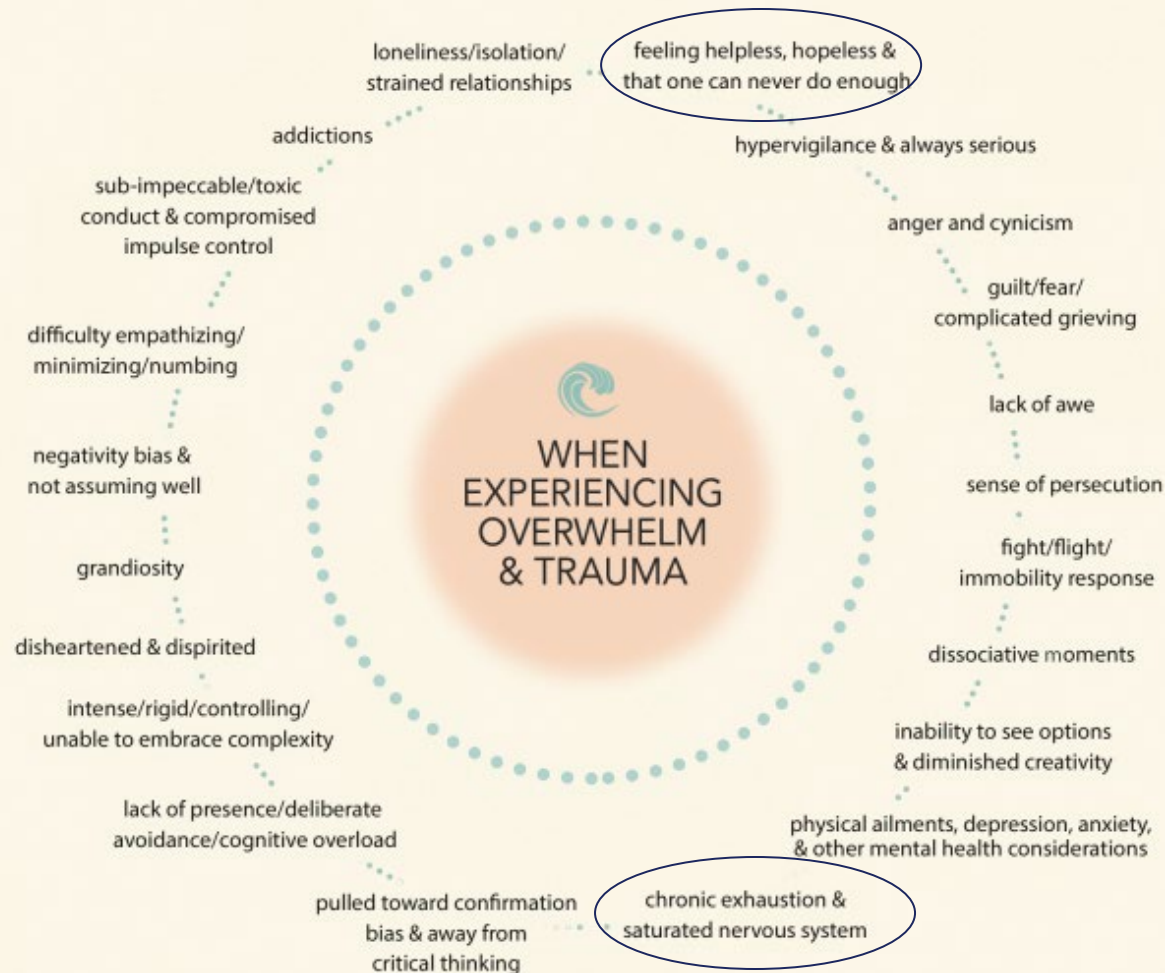 loneliness/isolation/
strained relationships
feeling helpless, hopeless &
that one can never do enough
hypervigilance & always serious
anger and cynicism
guilt/fear/
complicated grieving
lack of awe
sense of persecution
fight/flight/
immobility response
dissociative moments
inability to see options
& diminished creativity
physical ailments, depression, anxiety,
& other mental health considerations
chronic exhaustion &
saturated nervous system
pulled toward confirmation
bias & away from
critical thinking
lack of presence/deliberate
avoidance/cognitive overload
intense/rigid/controlling/
unable to embrace complexity
disheartened & dispirited
grandiosity
negativity bias &
not assuming well
difficulty empathizing/
minimizing/numbing
sub-impeccable/toxic
conduct & compromised
impulse control
addictions
WHEN
EXPERIENCING
OVERWHELM
& TRAUMA